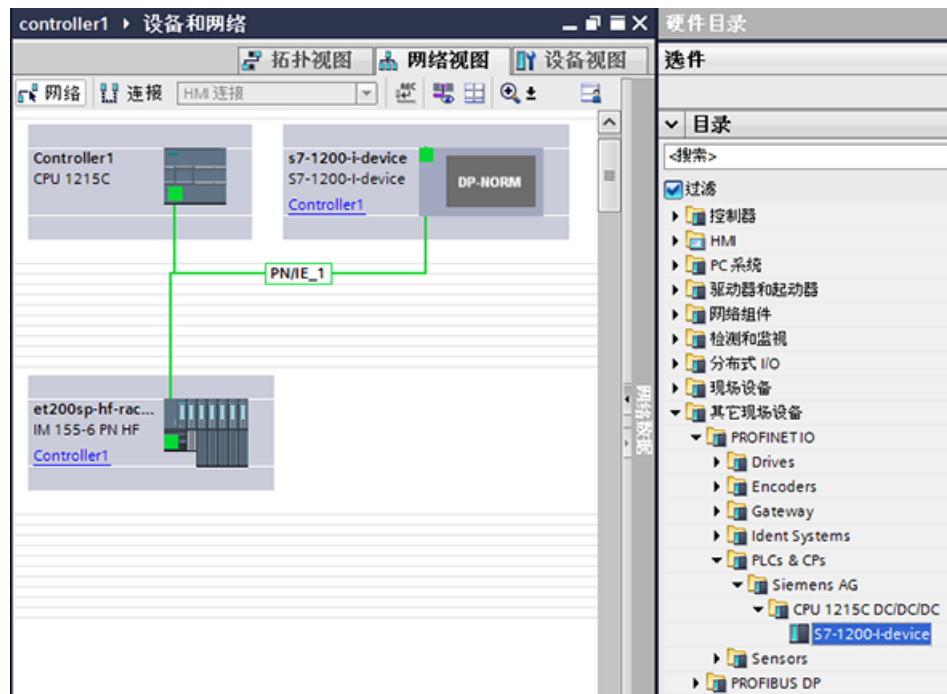 controller1 ▸ 设备和网络
拓扑视图
网络视图
设备视图
网络
连接
HMI 连接
Controller1
CPU 1215C
s7-1200-i-device
S7-1200-I-device
Controller1
DP-NORM
PN/IE_1
et200sp-hf-rac...
IM 155-6 PN HF
Controller1
网络数据
硬件目录
选件
目录
<搜索>
过滤
控制器
HMI
PC 系统
驱动器和起动器
网络组件
检测和监视
分布式 I/O
现场设备
其它现场设备
PROFINET IO
Drives
Encoders
Gateway
Ident Systems
PLCs & CPs
Siemens AG
CPU 1215C DC/DC/DC
S7-1200-I-device
Sensors
PROFIBUS DP